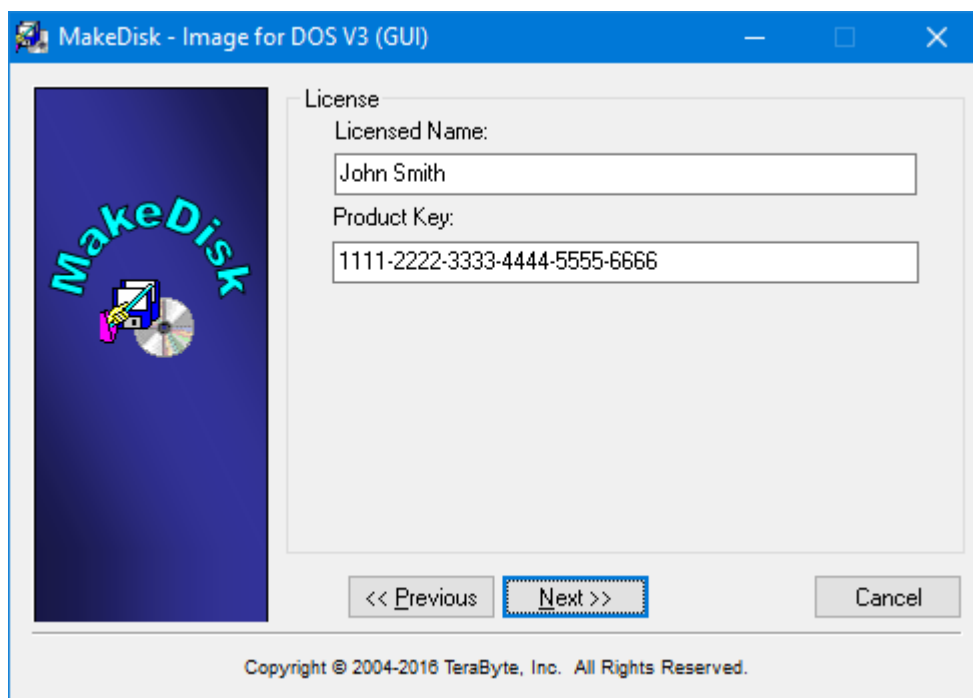 MakeDisk - Image for DOS V3 (GUI)
MakeDisk
License
Licensed Name:
John Smith
Product Key:
1111-2222-3333-4444-5555-6666
<< Previous
Next >>
Cancel
Copyright © 2004-2016 TeraByte, Inc. All Rights Reserved.